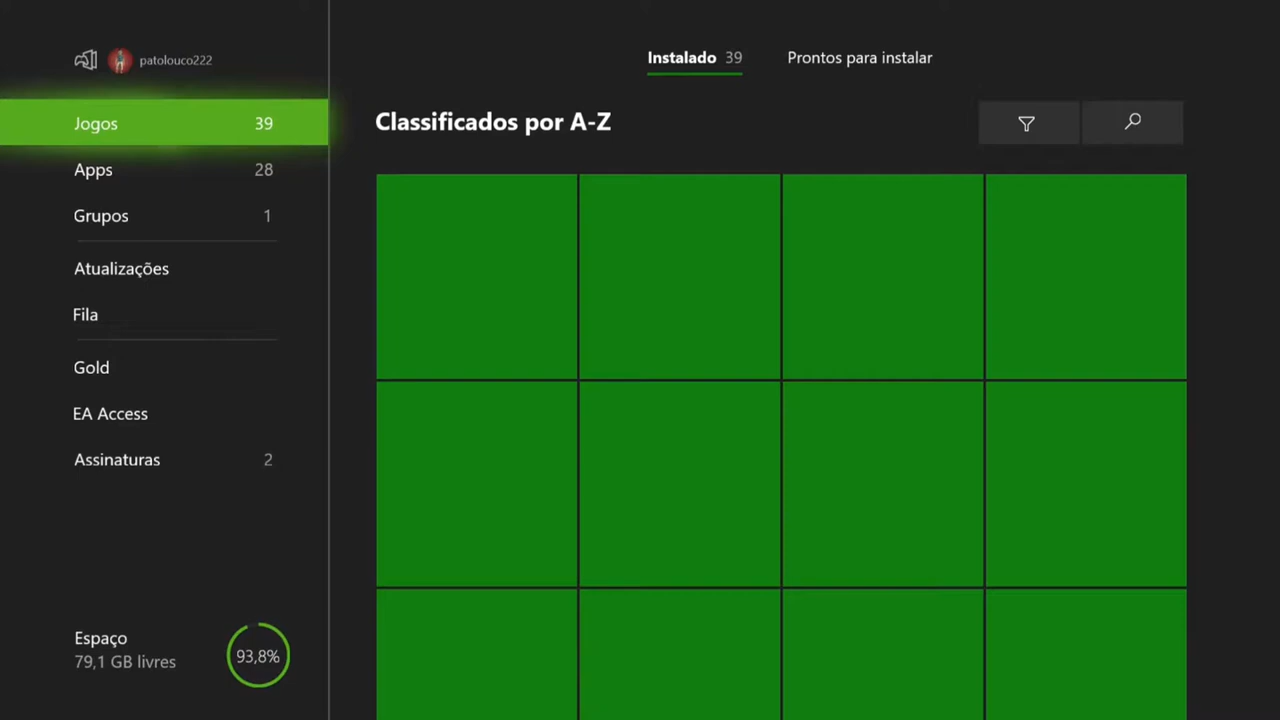 patolouco222
Jogos 39
Apps 28
Grupos 1
Atualizações
Fila
Gold
EA Access
Assinaturas 2
Espaço
79,1 GB livres
93,8%
Instalado 39
Prontos para instalar
Classificados por A-Z